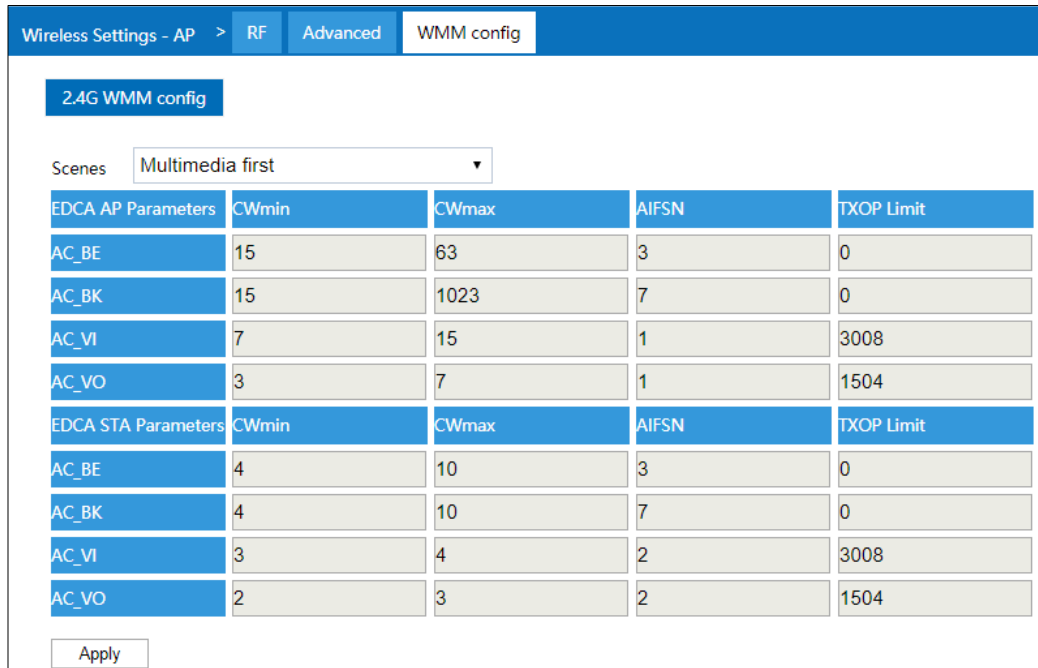 Wireless Settings - AP > RF Advanced WMM config
2.4G WMM config
Scenes Multimedia first
EDCA AP Parameters CWmin CWmax AIFSN TXOP Limit
AC_BE 15 63 3 0
AC_BK 15 1023 7 0
AC_VI 7 15 1 3008
AC_VO 3 7 1 1504
EDCA STA Parameters CWmin CWmax AIFSN TXOP Limit
AC_BE 4 10 3 0
AC_BK 4 10 7 0
AC_VI 3 4 2 3008
AC_VO 2 3 2 1504
Apply